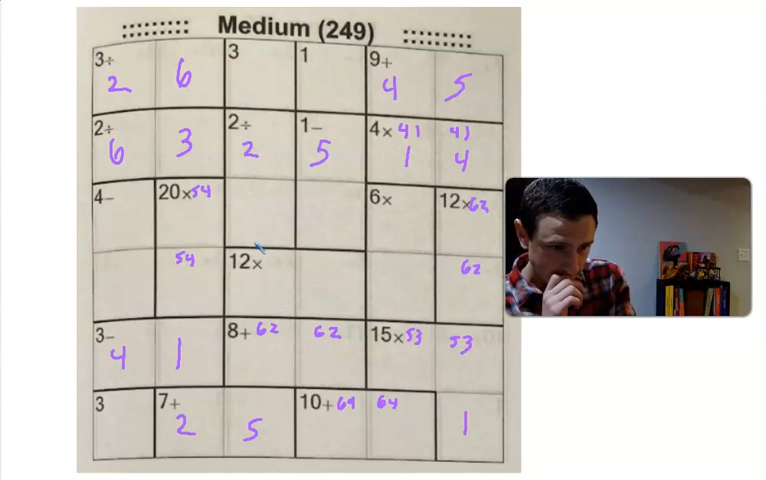 Medium (249)
3÷ 3 1 9+
2 6 4 5
2÷ 2÷ 1− 4× 41 41
6 3 2 5 1 4
4− 20× 54 6× 12× 62
54 12× 62
3− 8+ 62 62 15× 53 53
4 1
3 7+ 10+ 64 64
2 5 1